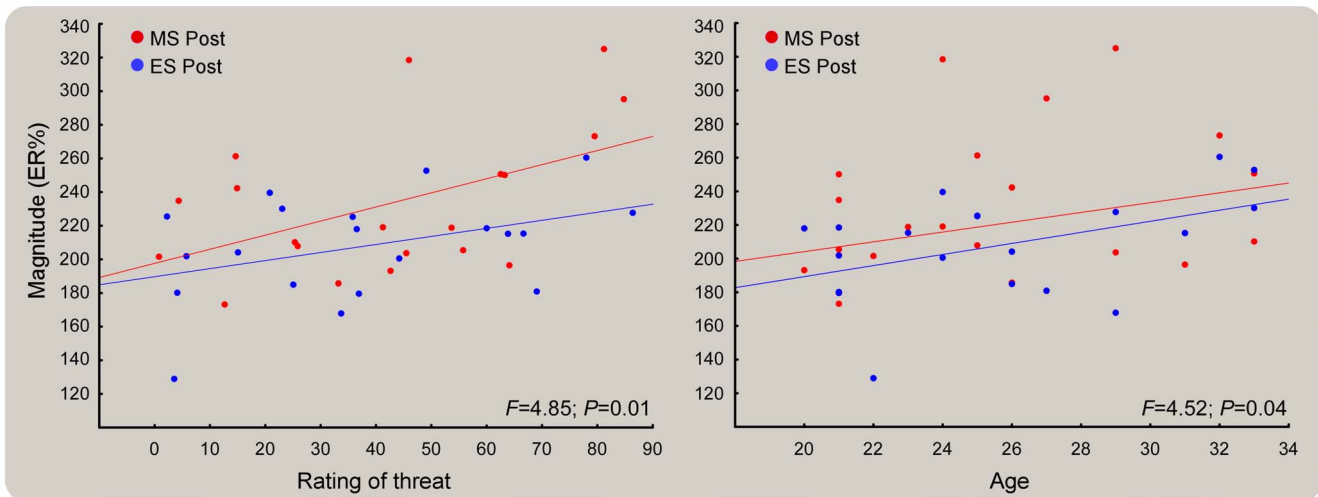 340
320
300
280
260
240
220
200
180
160
140
120
Magnitude (ER%)
MS Post
ES Post
F=4.85; P=0.01
0 10 20 30 40 50 60 70 80 90
Rating of threat
340
320
300
280
260
240
220
200
180
160
140
120
MS Post
ES Post
F=4.52; P=0.04
20 22 24 26 28 30 32 34
Age